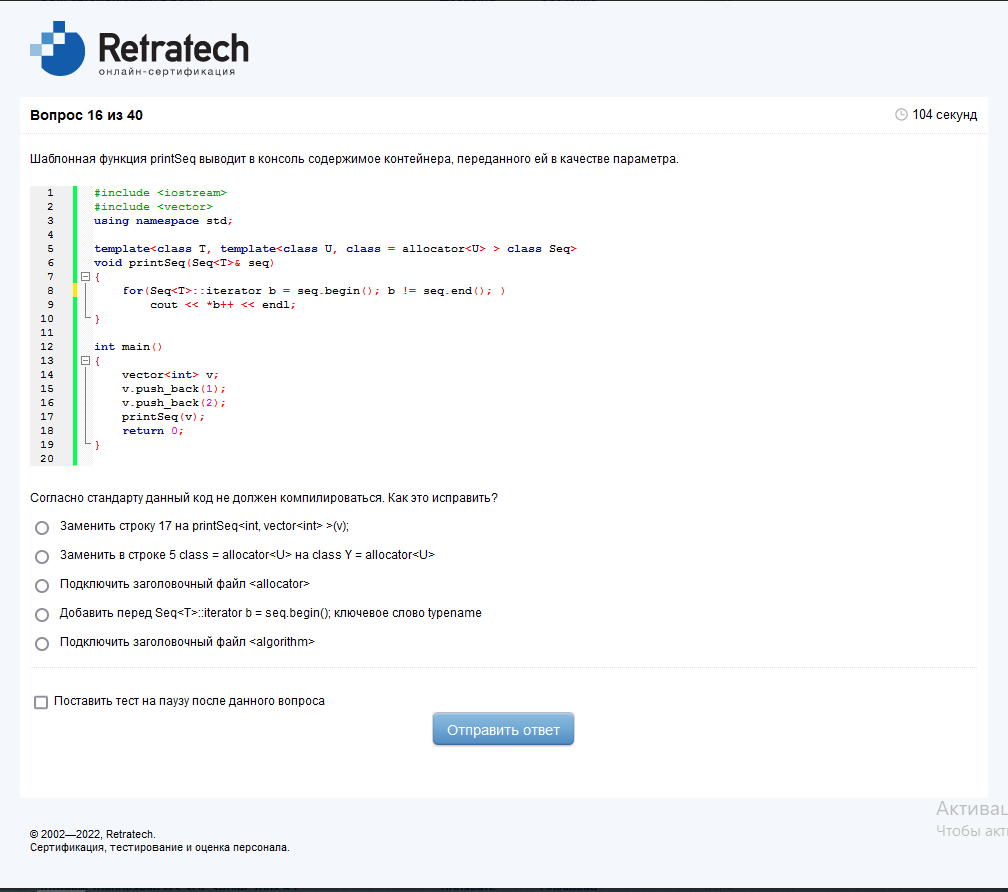 Retratech
онлайн-сертификация
Вопрос 16 из 40
104 секунд
Шаблонная функция printSeq выводит в консоль содержимое контейнера, переданного ей в качестве параметра.
1 #include <iostream>
2 #include <vector>
3 using namespace std;
4
5 template<class T, template<class U, class = allocator<U> > class Seq>
6 void printSeq(Seq<T>& seq)
7 {
8 for(Seq<T>::iterator b = seq.begin(); b != seq.end(); )
9 cout << *b++ << endl;
10 }
11
12 int main()
13 {
14 vector<int> v;
15 v.push_back(1);
16 v.push_back(2);
17 printSeq(v);
18 return 0;
19 }
20
Согласно стандарту данный код не должен компилироваться. Как это исправить?
Заменить строку 17 на printSeq<int, vector<int> >(v);
Заменить в строке 5 class = allocator<U> на class Y = allocator<U>
Подключить заголовочный файл <allocator>
Добавить перед Seq<T>::iterator b = seq.begin(); ключевое слово typename
Подключить заголовочный файл <algorithm>
Поставить тест на паузу после данного вопроса
Отправить ответ
Чтобы акт
© 2002—2022, Retratech.
Сертификация, тестирование и оценка персонала.